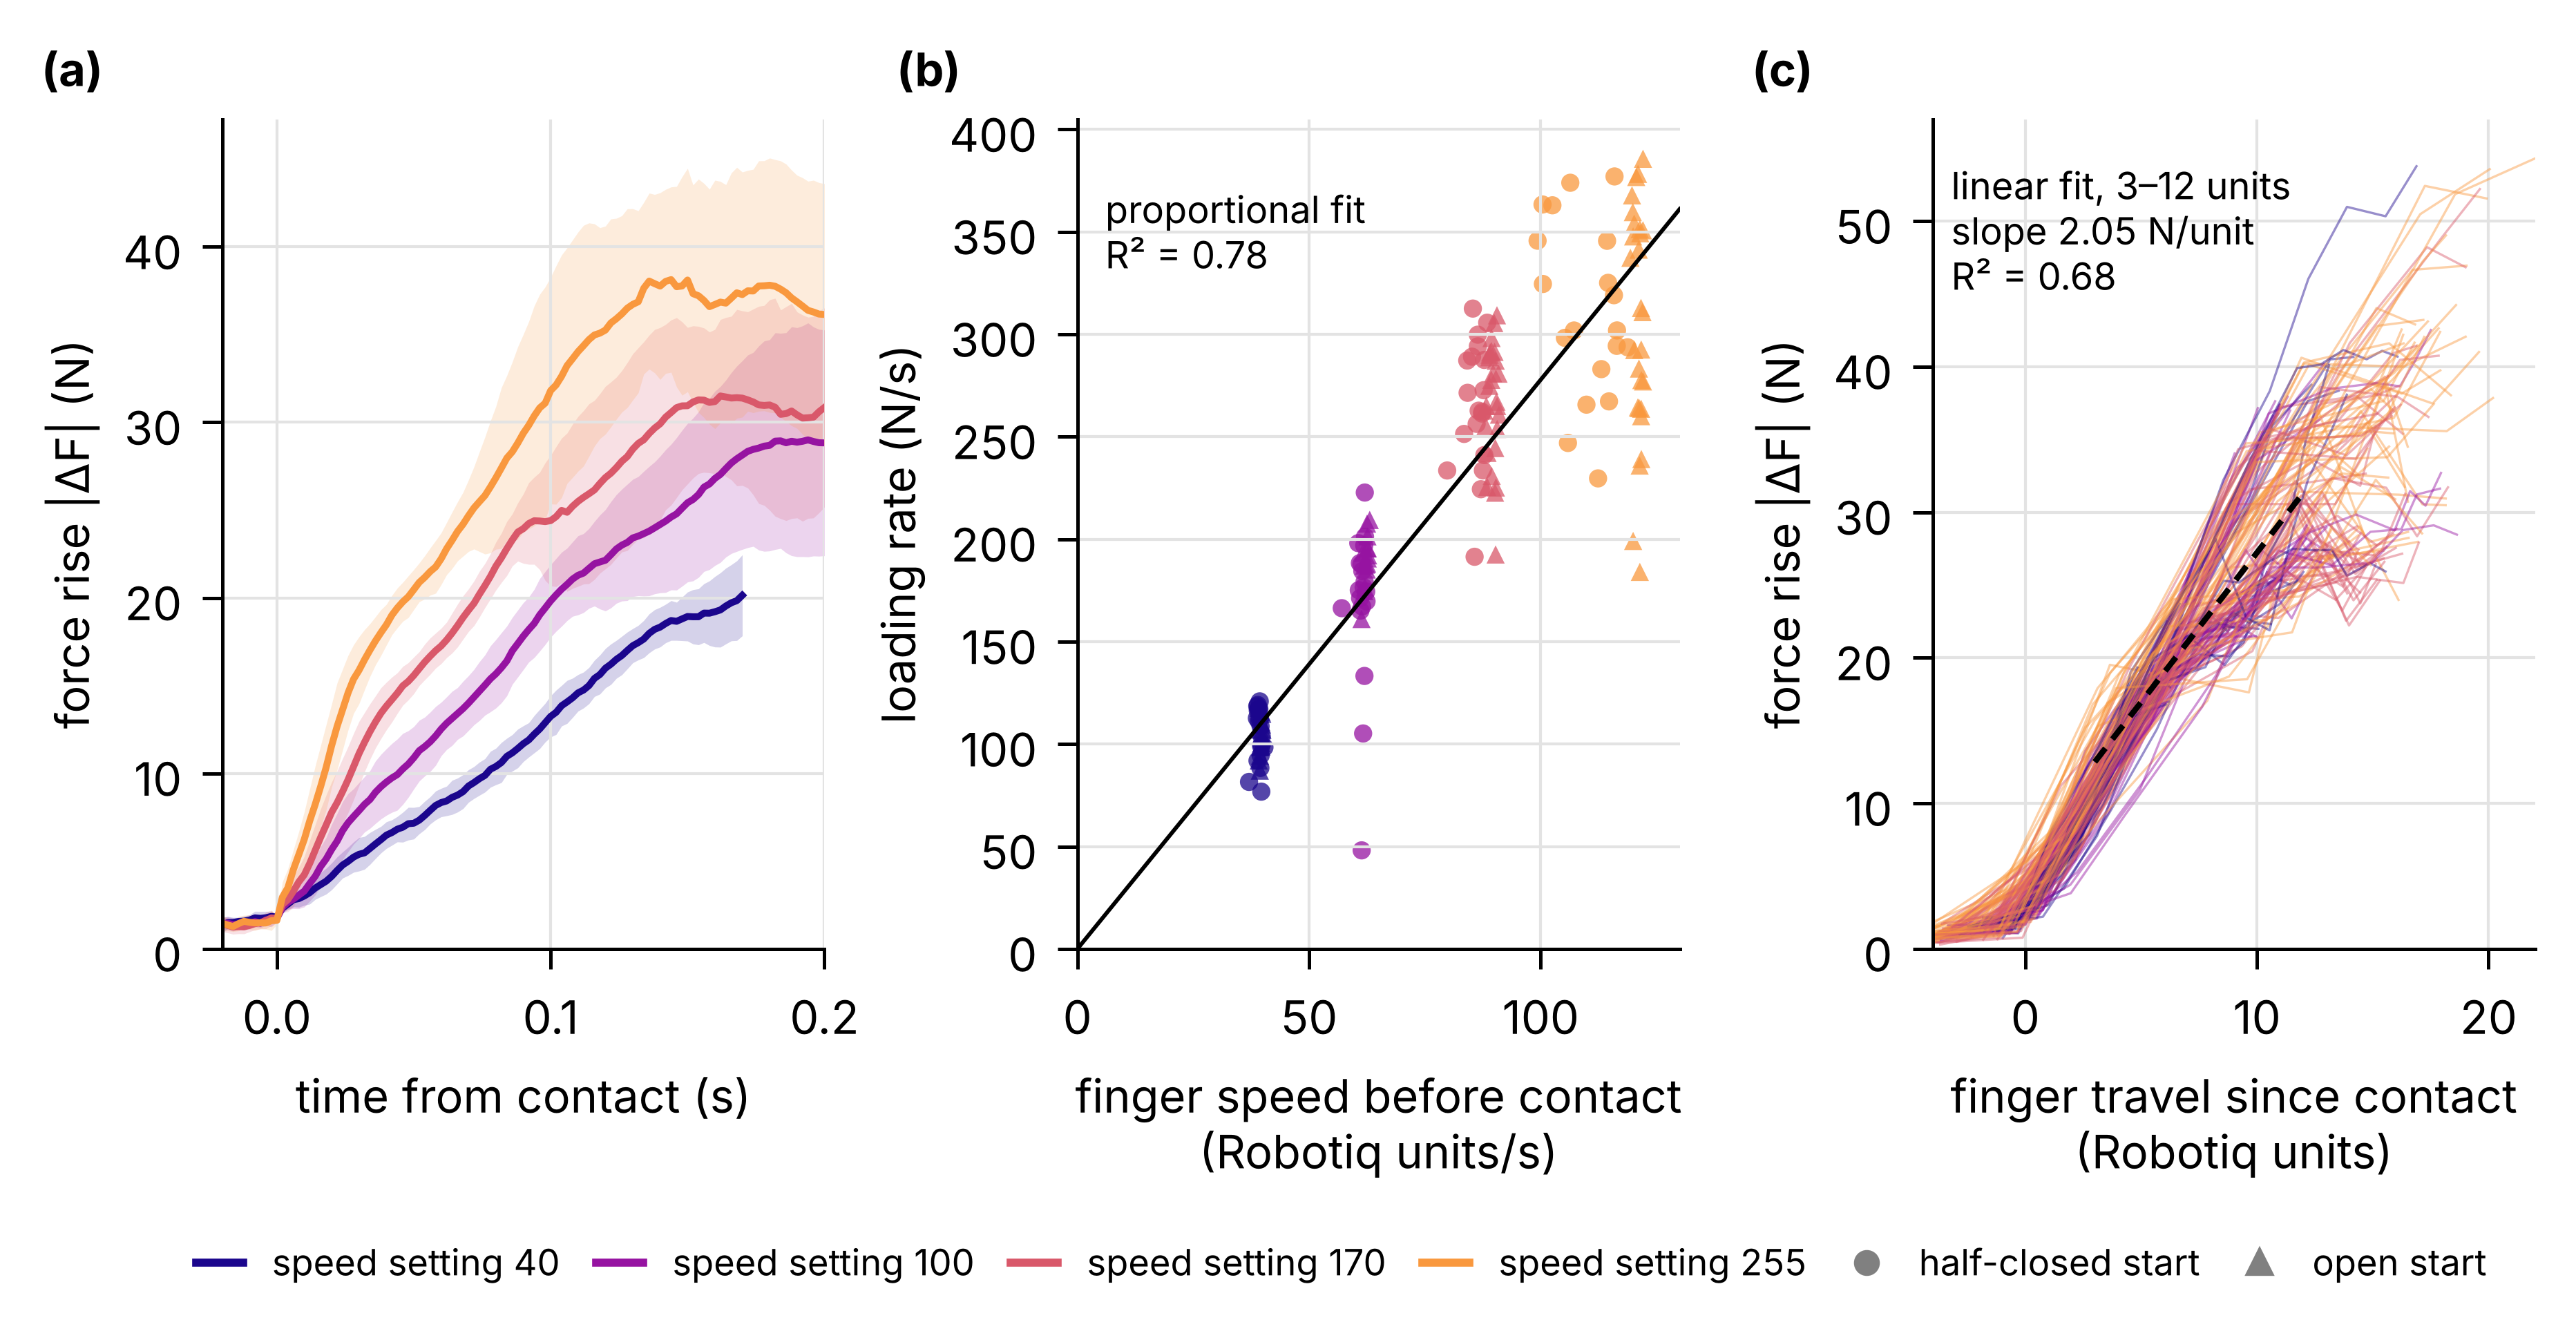 (a)
force rise |ΔF| (N)
40
30
20
10
0
0.0
0.1
0.2
time from contact (s)
(b)
loading rate (N/s)
400
350
300
250
200
150
100
50
0
proportional fit
R² = 0.78
0
50
100
finger speed before contact
(Robotiq units/s)
(c)
force rise |ΔF| (N)
50
40
30
20
10
0
linear fit, 3–12 units
slope 2.05 N/unit
R² = 0.68
0
10
20
finger travel since contact
(Robotiq units)
speed setting 40
speed setting 100
speed setting 170
speed setting 255
half-closed start
open start